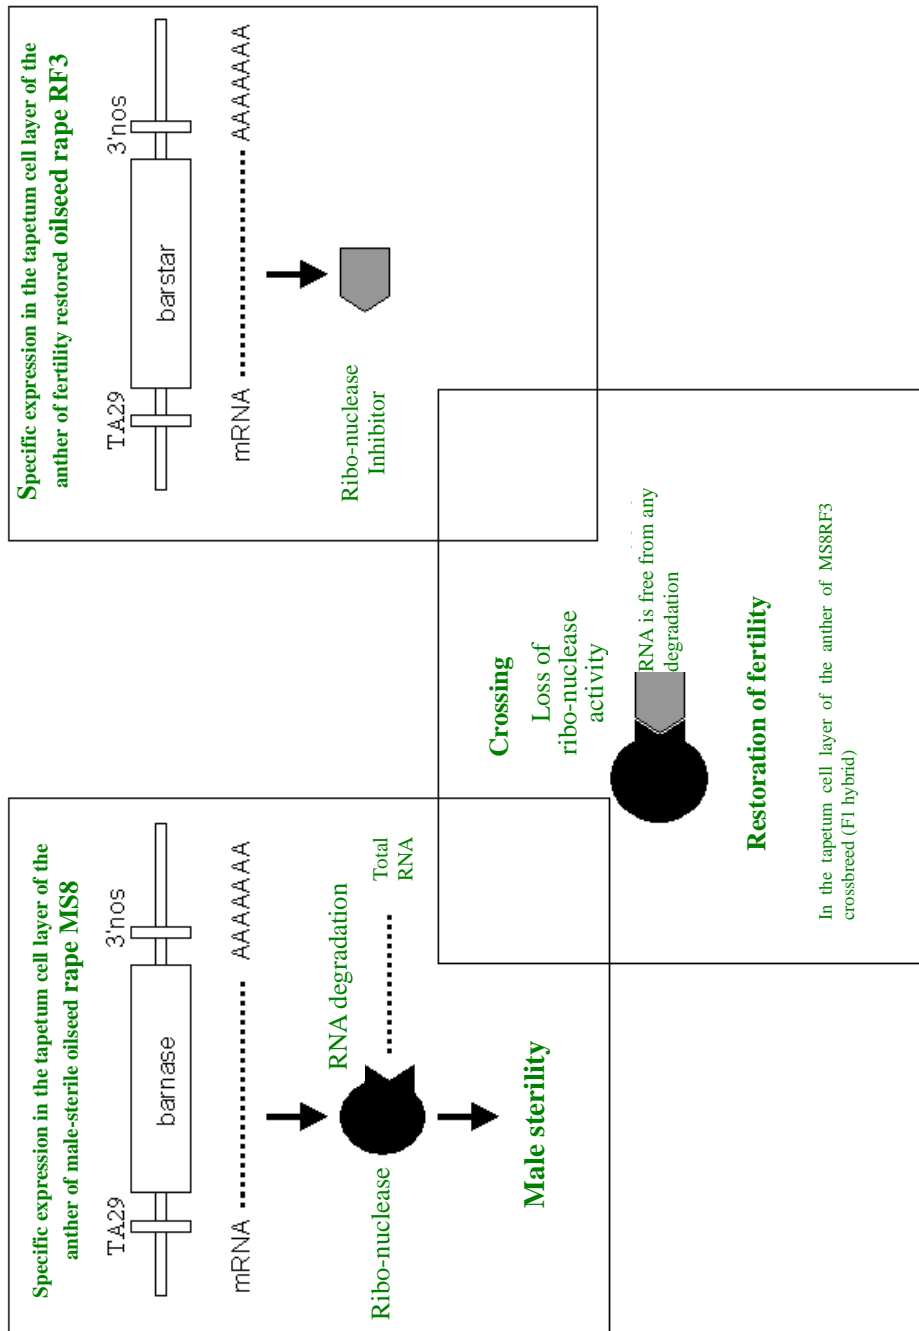 Specific expression in the tapetum cell layer of the
anther of male-sterile oilseed rape MS8
TA29
barnase
3'nos
mRNA
AAAAAAA
RNA degradation
Ribo-nuclease
Total
RNA
Male sterility
Specific expression in the tapetum cell layer of the
anther of fertility restored oilseed rape RF3
TA29
barstar
3'nos
mRNA
AAAAAAA
Ribo-nuclease
Inhibitor
Crossing
Loss of
ribo-nuclease
activity
RNA is free from any
degradation
Restoration of fertility
In the tapetum cell layer of the anther of MS8RF3
crossbreed (F1 hybrid)